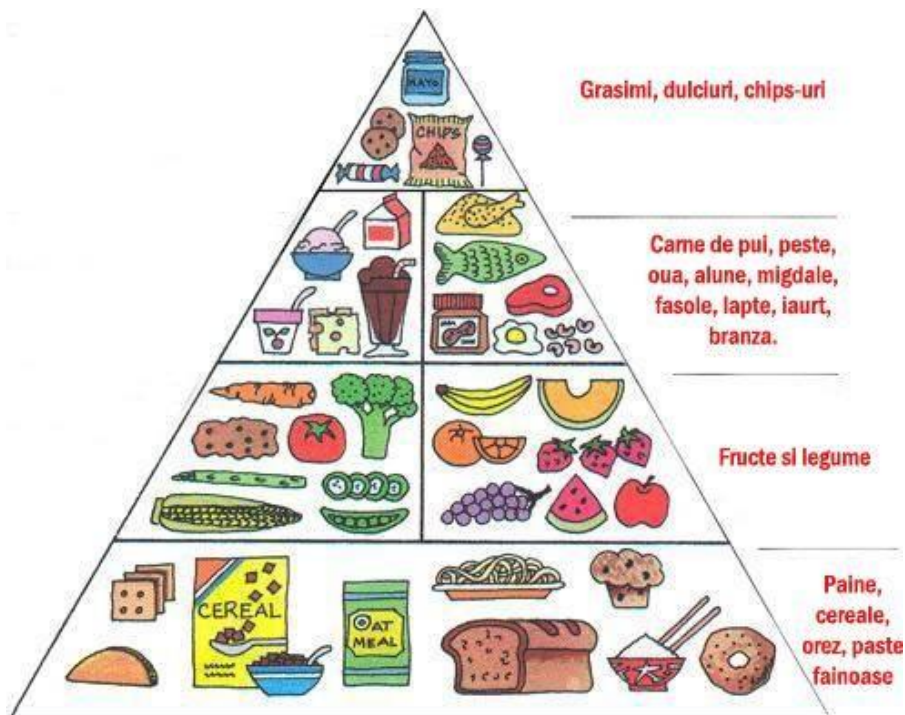 MAYO
CHIPS
Grasimi, dulciuri, chips-uri
Carne de pui, peste,
oua, alune, migdale,
fasole, lapte, iaurt,
branza.
Fructe si legume
CEREAL
OAT
MEAL
Paine,
cereale,
orez, paste
fainoase